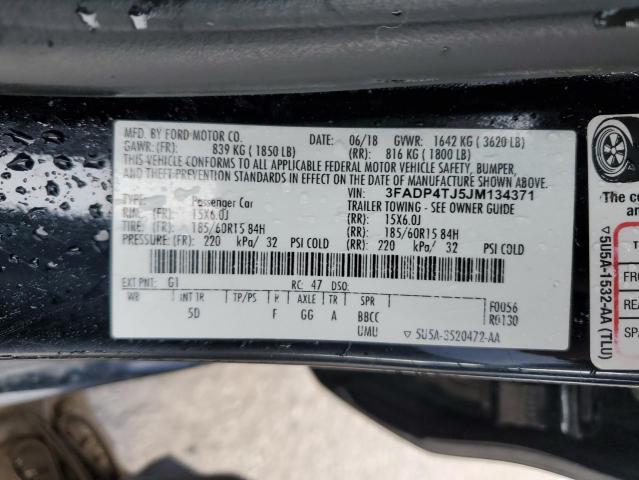 MFD. BY FORD MOTOR CO. DATE: 06/18 GVWR: 1642 KG ( 3620 LB)
GAWR: (FR): 839 KG ( 1850 LB) (RR): 816 KG ( 1800 LB)
THIS VEHICLE CONFORMS TO ALL APPLICABLE FEDERAL MOTOR VEHICLE SAFETY, BUMPER,
AND THEFT PREVENTION STANDARDS IN EFFECT ON THE DATE OF MANUFACTURE SHOWN ABOVE.
VIN: 3FADP4TJ5JM134371
TYPE: Passenger Car TRAILER TOWING - SEE OWNER GUIDE
RIM: 15X6.0J 15X6.0J
TIRE: (FR): 185/60R15 84H (RR): 185/60R15 84H
PRESSURE: (FR): 220 kPa/ 32 PSI COLD (RR): 220 kPa/ 32 PSI COLD
EXT PNT: G1 RC: 47 DSO:
WB INT TR TP/PS R AXLE TR SPR
5D F GG A BBCC
UMU
F0056
R0130
5U5A-3520472-AA
The co
T
FRO
REA
SPA
5U5A-1532-AA (TLU)